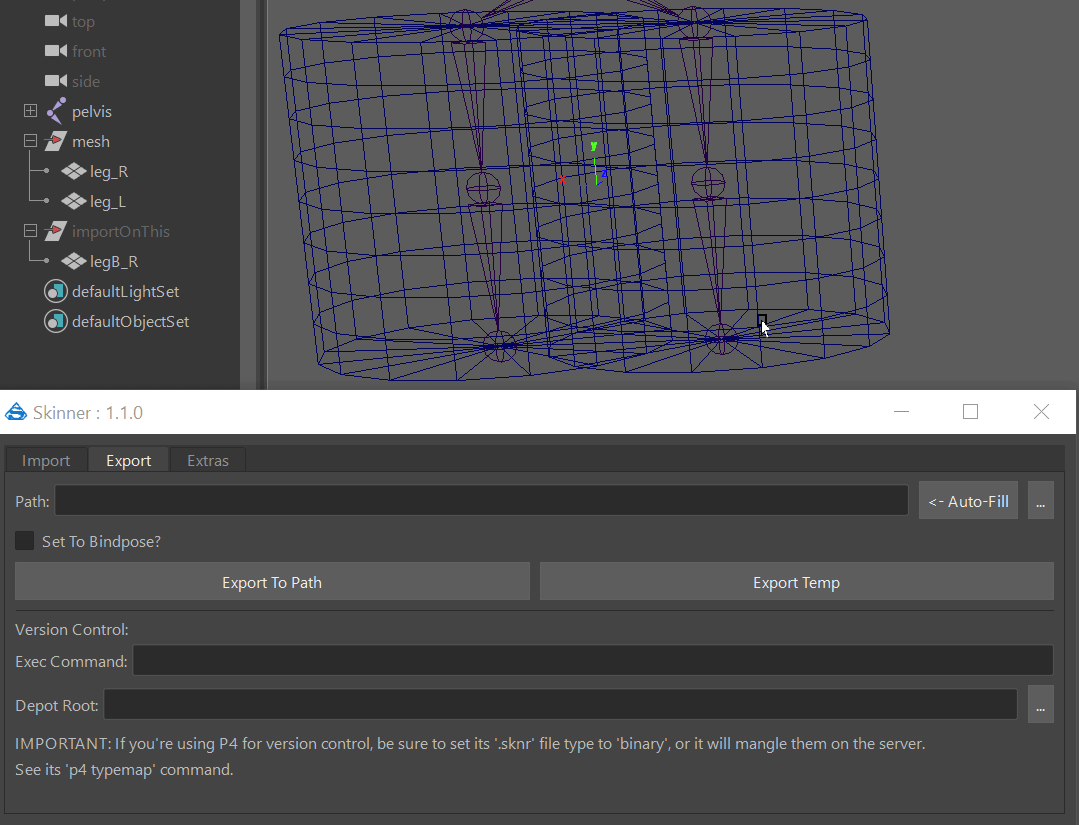 top
front
side
pelvis
mesh
leg_R
leg_L
importOnThis
legB_R
defaultLightSet
defaultObjectSet
y
x
z
Skinner : 1.1.0
Import Export Extras
Path: <- Auto-Fill ...
Set To Bindpose?
Export To Path Export Temp
Version Control:
Exec Command:
Depot Root: ...
IMPORTANT: If you're using P4 for version control, be sure to set its '.sknr' file type to 'binary', or it will mangle them on the server.
See its 'p4 typemap' command.